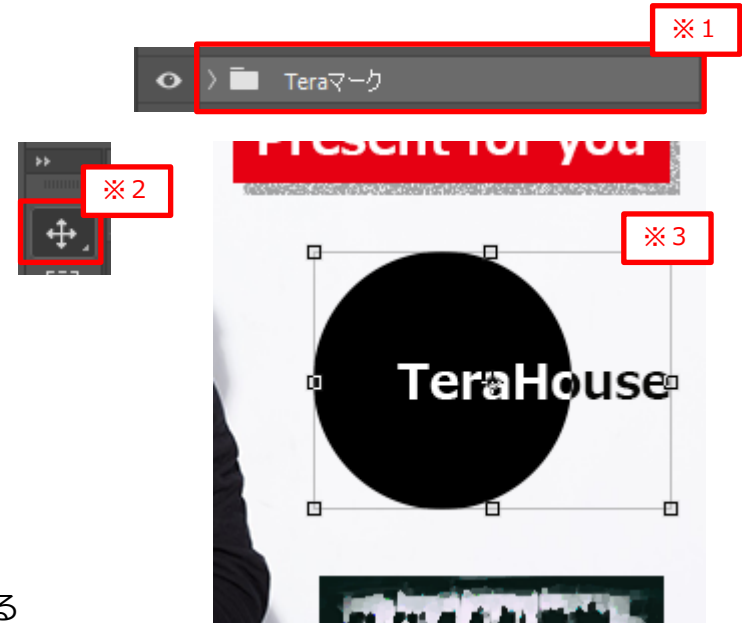 ※1
Teraマーク
※2
Present for you
※3
TeraHouse
る